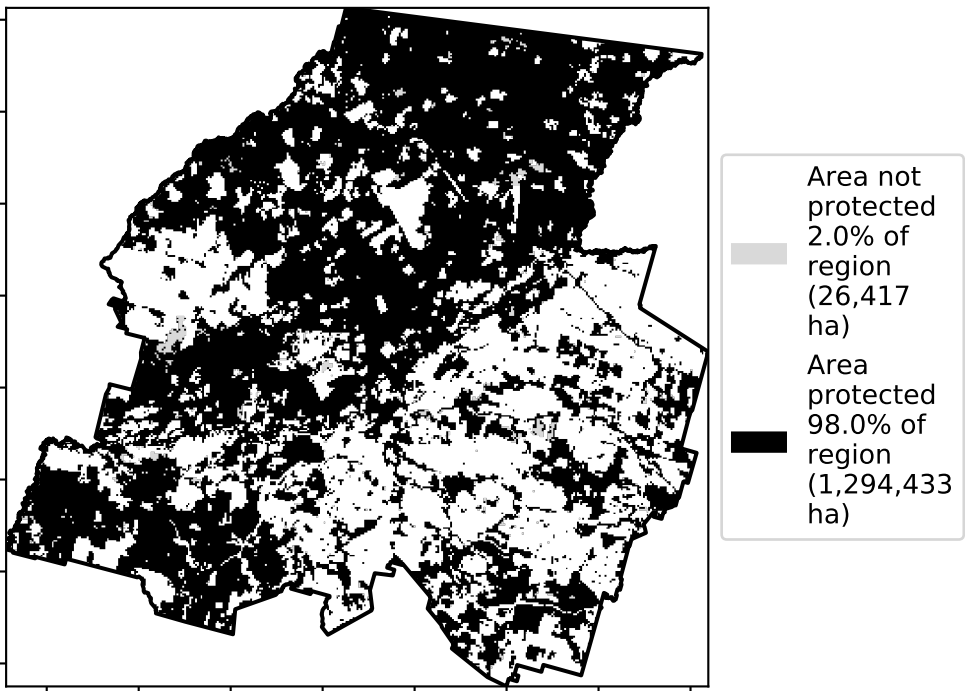 Area not
protected
2.0% of
region
(26,417
ha)
Area
protected
98.0% of
region
(1,294,433
ha)